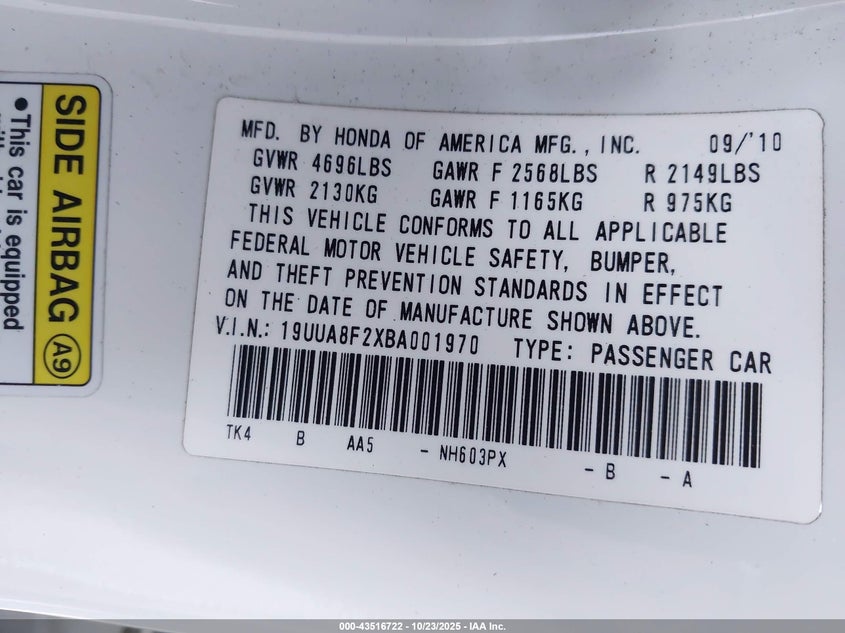 MFD. BY HONDA OF AMERICA MFG., INC. 09/'10
GVWR 4696LBS GAWR F 2568LBS R 2149LBS
GVWR 2130KG GAWR F 1165KG R 975KG
THIS VEHICLE CONFORMS TO ALL APPLICABLE
FEDERAL MOTOR VEHICLE SAFETY, BUMPER,
AND THEFT PREVENTION STANDARDS IN EFFECT
ON THE DATE OF MANUFACTURE SHOWN ABOVE.
V.I.N.: 19UUA8F2XBA001970 TYPE: PASSENGER CAR
TK4 B AA5 - NH603PX - B - A
SIDE AIRBAG A9
•This car is equipped
000-43516722 - 10/23/2025 - IAA Inc.